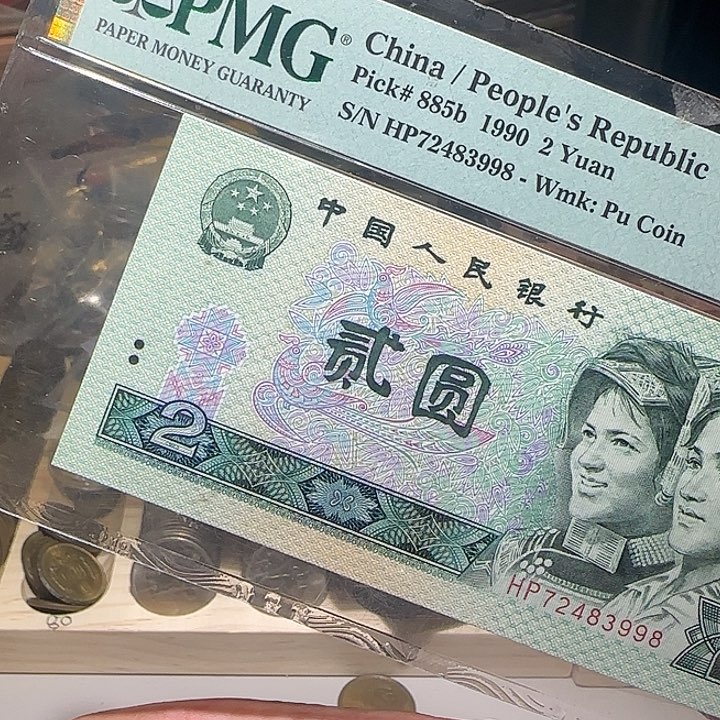 PMG®
PAPER MONEY GUARANTY
China / People's Republic
Pick# 885b 1990 2 Yuan
S/N HP72483998 - Wmk: Pu Coin
中国人民银行
贰圆
2
HP72483998
80